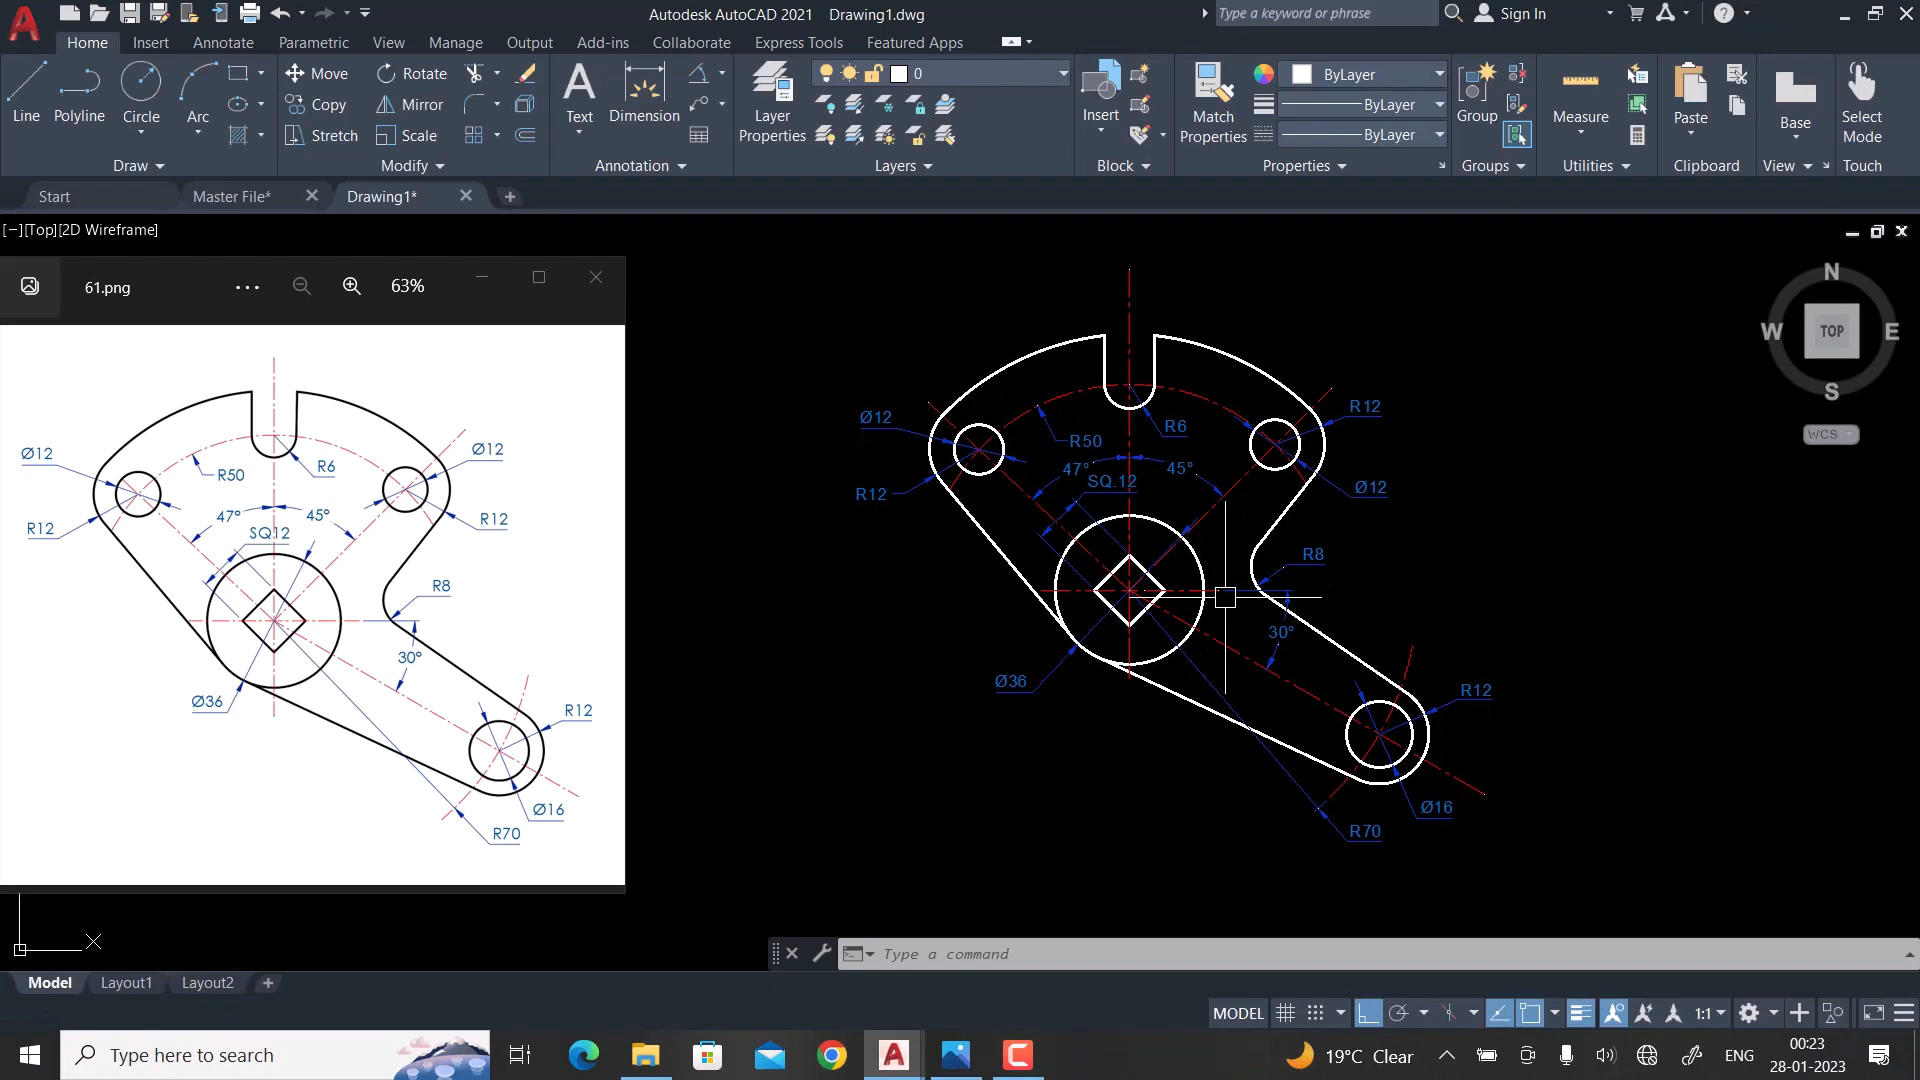 Autodesk AutoCAD 2021 Drawing1.dwg
Type a keyword or phrase
Sign In
Home Insert Annotate Parametric View Manage Output Add-ins Collaborate Express Tools Featured Apps
Line
Polyline
Circle
Arc
Draw
Move
Rotate
Copy
Mirror
Stretch
Scale
Modify
Text
Dimension
Annotation
Layer
Properties
0
Layers
Insert
Block
Match
Properties
ByLayer
ByLayer
ByLayer
Properties
Group
Groups
Measure
Utilities
Paste
Clipboard
Base
View
Select
Mode
Touch
Start
Master File*
Drawing1*
[−][Top][2D Wireframe]
61.png
63%
Ø12
R50
R6
Ø12
R12
47°
45°
SQ.12
R12
R8
30°
Ø36
R12
Ø16
R70
R12
Ø12
R50
R6
47°
45°
SQ.12
R12
Ø12
R8
30°
Ø36
R12
Ø16
R70
N
W
TOP
E
S
WCS
Type a command
Model
Layout1
Layout2
MODEL
1:1
Type here to search
19°C Clear
ENG
00:23
28-01-2023